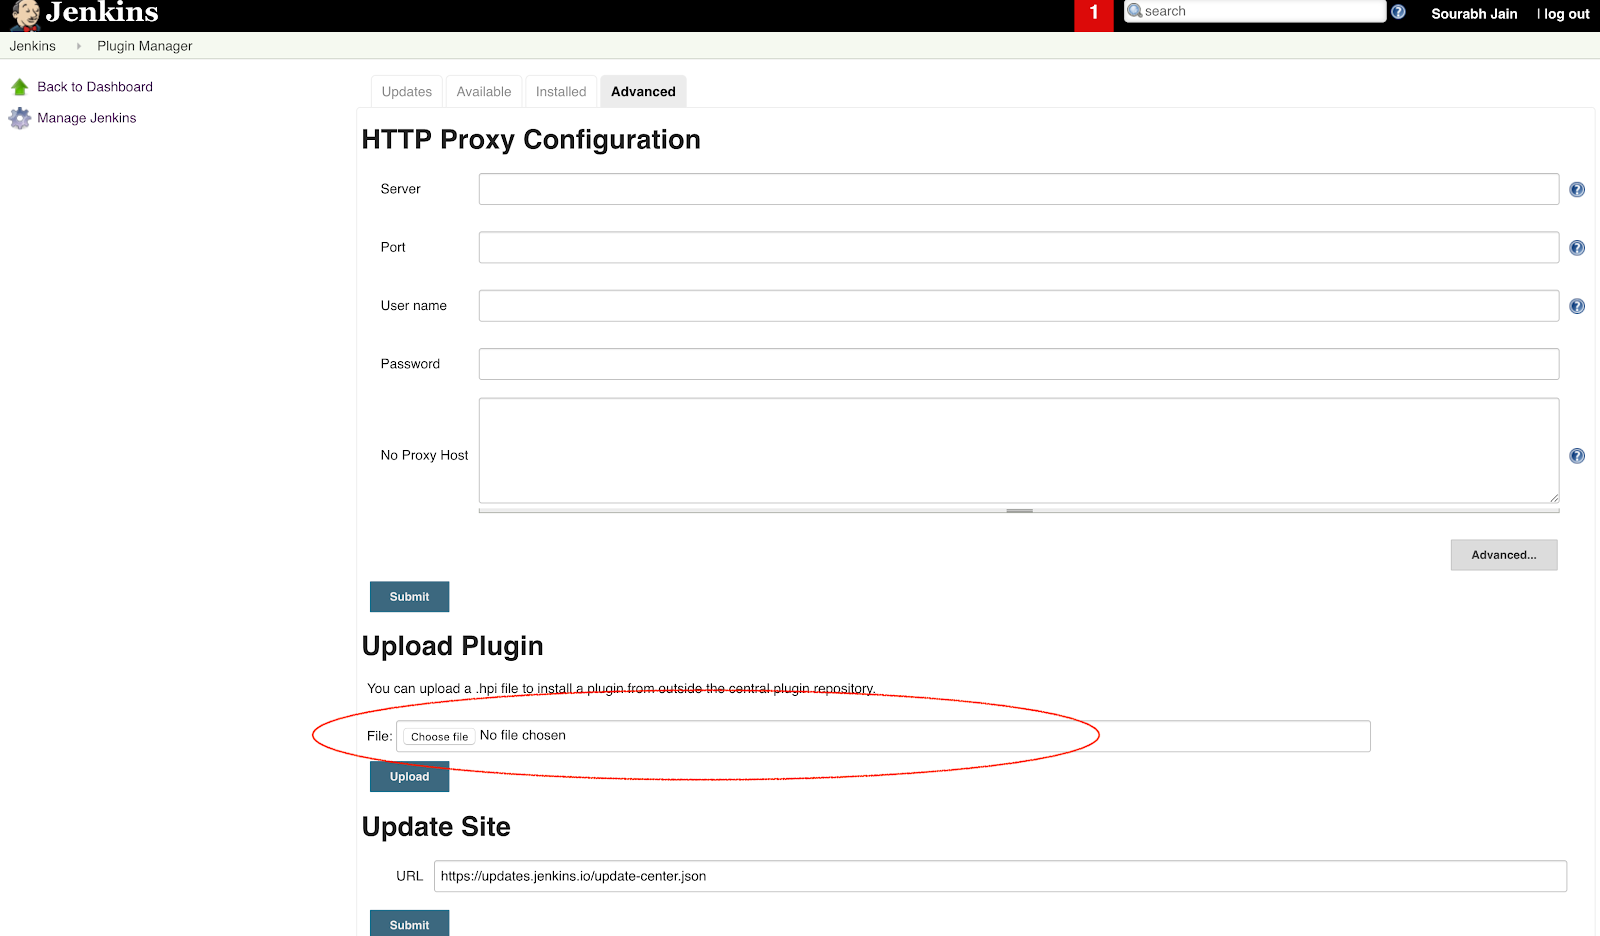 Jenkins
1
search
Sourabh Jain
| log out
Jenkins
Plugin Manager
Back to Dashboard
Manage Jenkins
Updates
Available
Installed
Advanced
HTTP Proxy Configuration
Server
Port
User name
Password
No Proxy Host
Advanced...
Submit
Upload Plugin
You can upload a .hpi file to install a plugin from outside the central plugin repository.
File:
Choose file
No file chosen
Upload
Update Site
URL
https://updates.jenkins.io/update-center.json
Submit